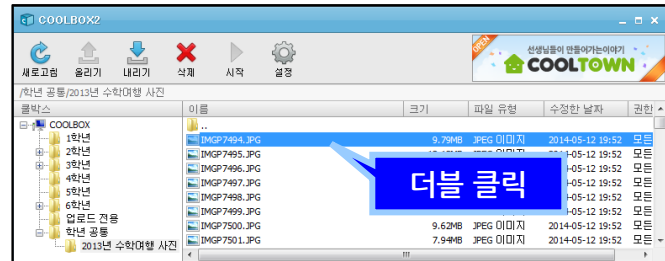 COOLBOX2
새로고침 올리기 내리기 삭제 시작 설정
OPEN
선생님들이 만들어가는이야기
COOLTOWN
/학년 공통/2013년 수학여행 사진
쿨박스 이름 크기 파일 유형 수정한 날짜 권한
COOLBOX
1학년
2학년
3학년
4학년
5학년
6학년
업로드 전용
학년 공통
2013년 수학여행 사진
..
IMGP7494.JPG 9.79MB JPEG 이미지 2014-05-12 19:52 모든
IMGP7495.JPG 2014-05-12 19:52 모든
IMGP7496.JPG 05-12 19:52 모든
IMGP7497.JPG 05-12 19:52 모든
IMGP7498.JPG 05-12 19:52 모든
IMGP7499.JPG 05-12 19:52 모든
IMGP7500.JPG 9.62MB JPEG 이미지 2014-05-12 19:52 모든
IMGP7501.JPG 7.94MB JPEG 이미지 2014-05-12 19:52 모든
더블 클릭